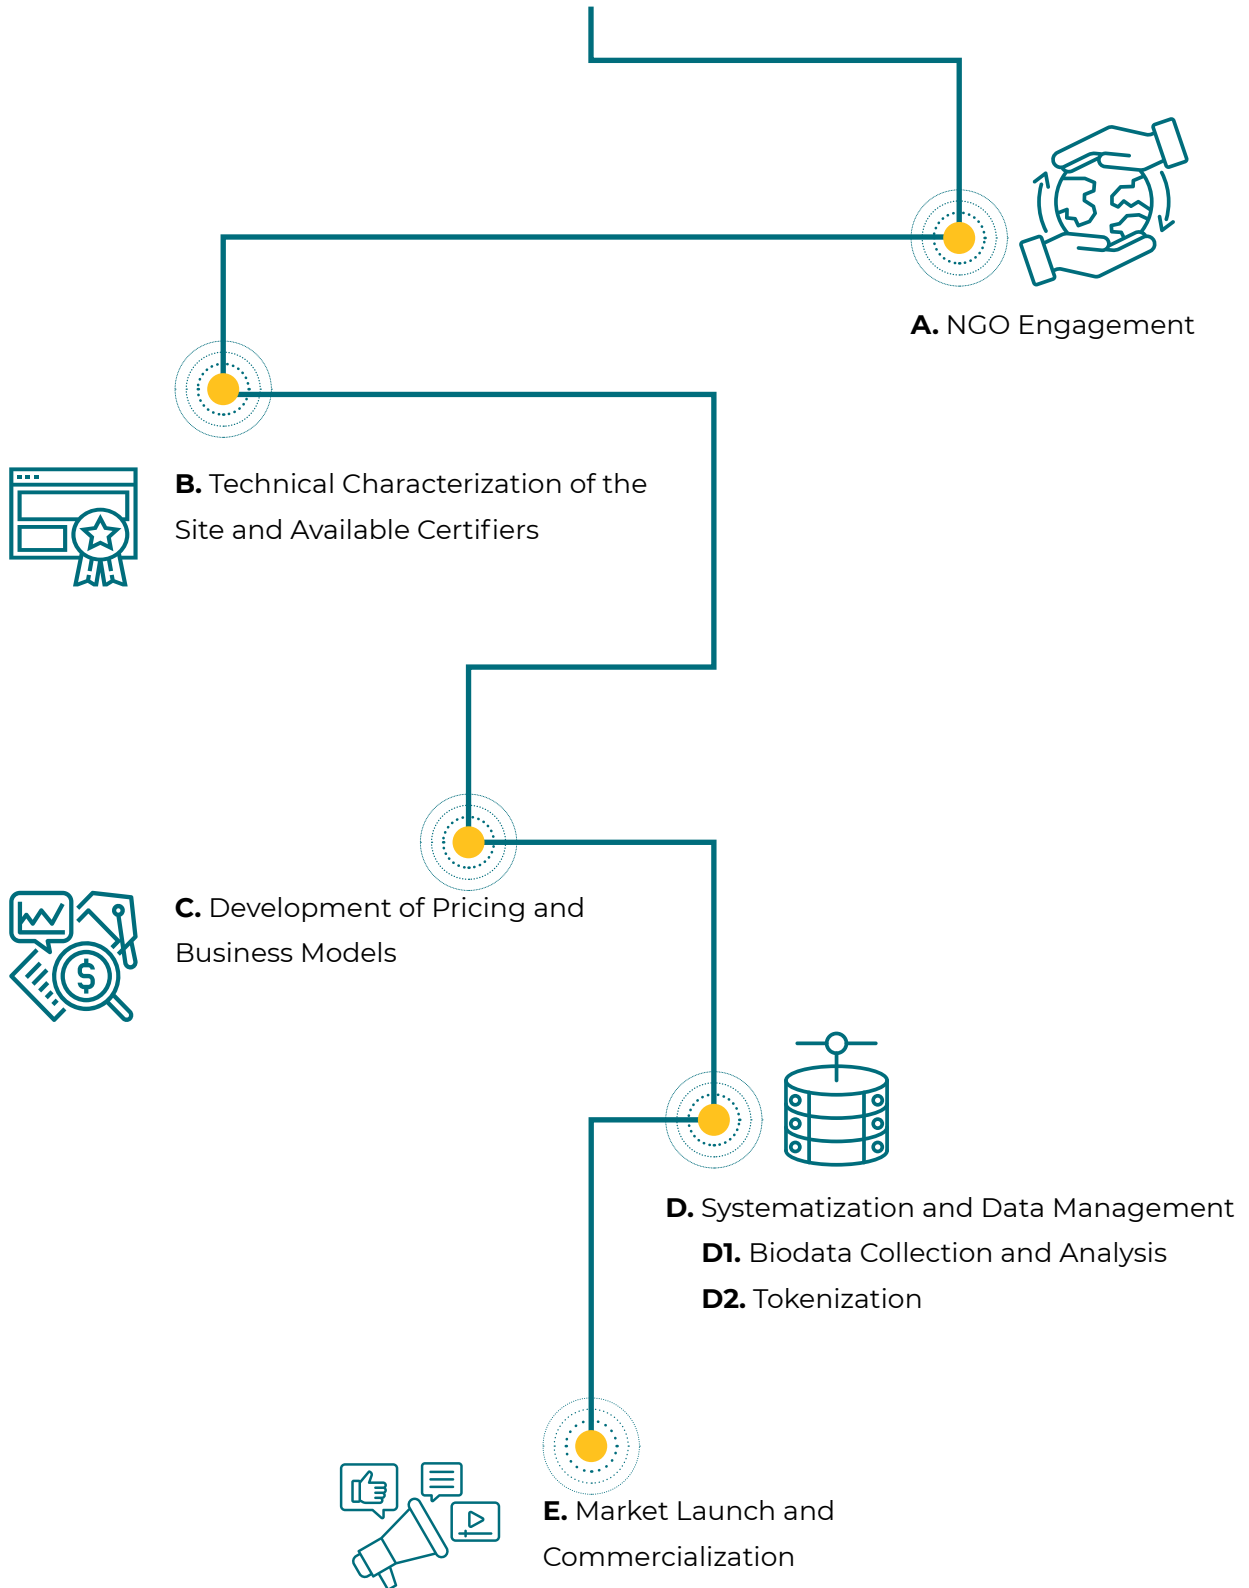 A. NGO Engagement
B. Technical Characterization of the
Site and Available Certifiers
C. Development of Pricing and
Business Models
$
D. Systematization and Data Management
D1. Biodata Collection and Analysis
D2. Tokenization
E. Market Launch and
Commercialization